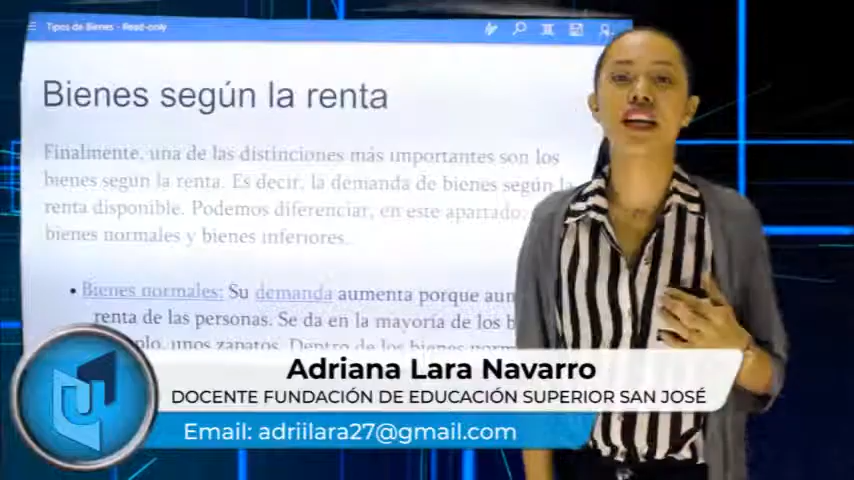 Tipos de Bienes - Read-only
Bienes según la renta
Finalmente, una de las distinciones más importantes son los
bienes según la renta. Es decir, la demanda de bienes según la
renta disponible. Podemos diferenciar, en este apartado,
bienes normales y bienes inferiores.
• Bienes normales: Su demanda aumenta porque aum
renta de las personas. Se da en la mayoría de los b
plo, unos zapatos. Dentro de los bienes norm
Adriana Lara Navarro
DOCENTE FUNDACIÓN DE EDUCACIÓN SUPERIOR SAN JOSÉ
Email: adriilara27@gmail.com